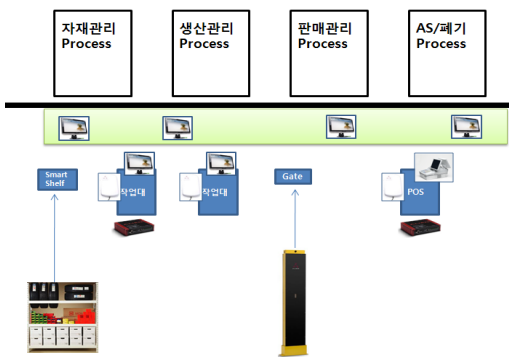 자재관리
Process
생산관리
Process
판매관리
Process
AS/폐기
Process
Smart
Shelf
작업대
작업대
Gate
POS